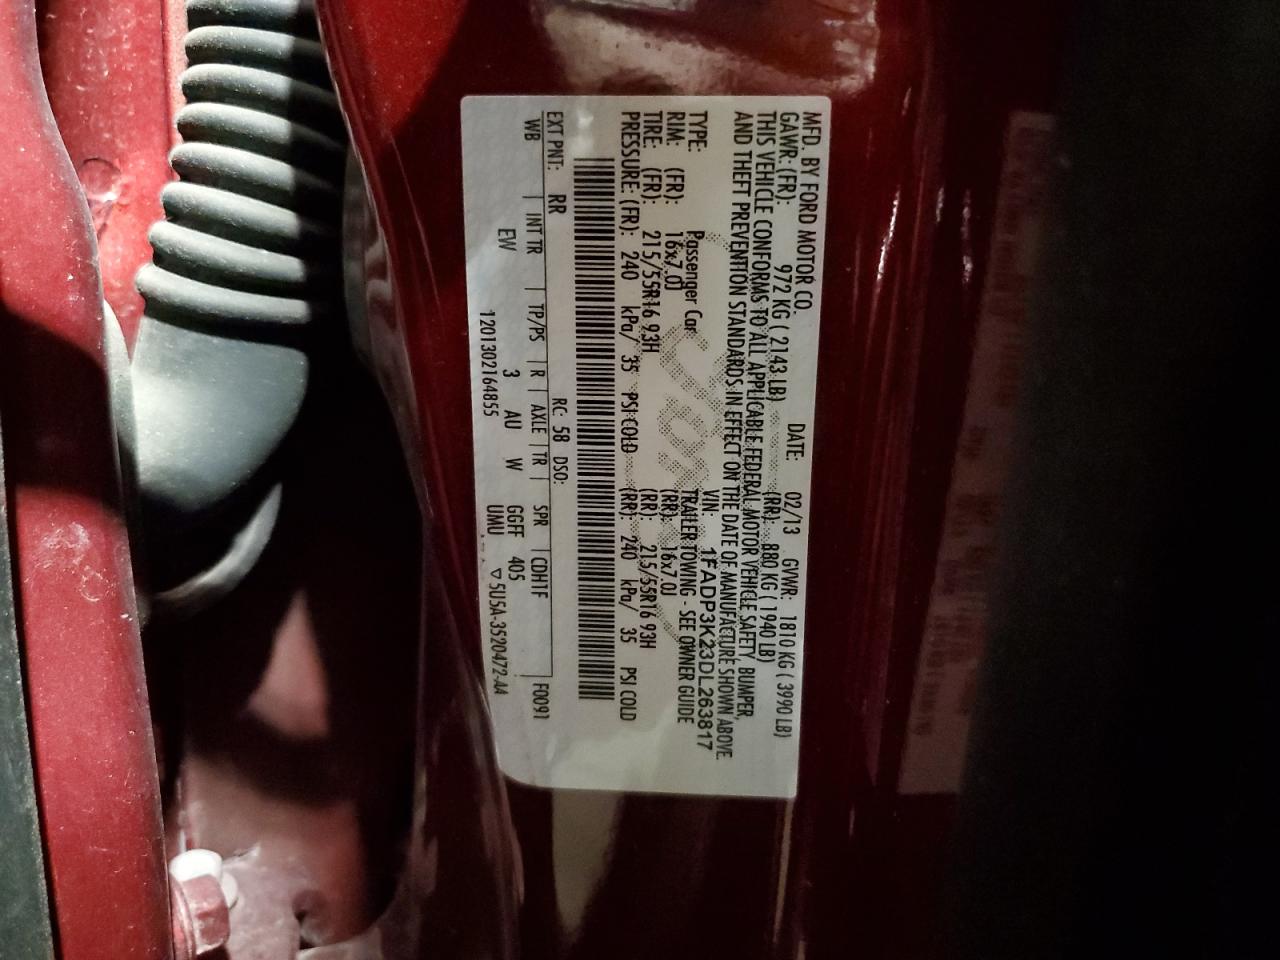 MFD. BY FORD MOTOR CO.
DATE: 02/13 GVWR: 1810 KG ( 3990 LB)
GAWR: (FR): 972 KG ( 2143 LB) (RR): 880 KG ( 1940 LB)
THIS VEHICLE CONFORMS TO ALL APPLICABLE FEDERAL MOTOR VEHICLE SAFETY, BUMPER,
AND THEFT PREVENTION STANDARDS IN EFFECT ON THE DATE OF MANUFACTURE SHOWN ABOVE.
VIN: 1FADP3K23DL263817
TYPE: Passenger Car TRAILER TOWING - SEE OWNER GUIDE
RIM: (FR): 16x7.0J (RR): 16x7.0J
TIRE: (FR): 215/55R16 93H (RR): 215/55R16 93H
PRESSURE: (FR): 240 kPa/ 35 PSI COLD (RR): 240 kPa/ 35 PSI COLD
EXT PNT: RR RC: 58 DSO: F0091
WB | INT TR | TP/PS | R | AXLE | TR | SPR | CDH1F
EW 3 AU W GGFF 405
UMU
1201302164855 ▽ 5U5A-3520472-AA